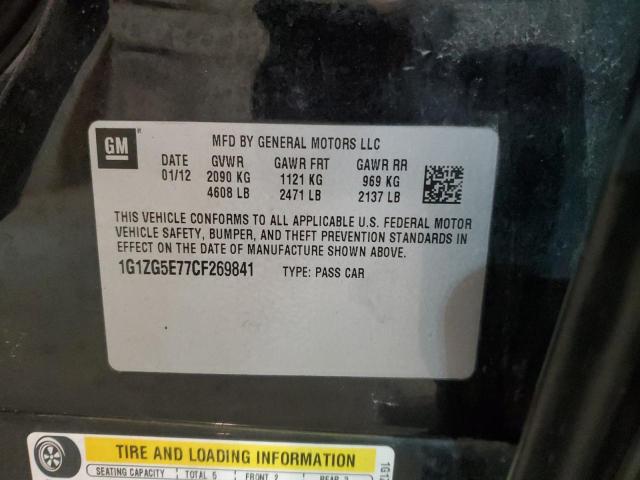 GM
MFD BY GENERAL MOTORS LLC
DATE GVWR GAWR FRT GAWR RR
01/12 2090 KG 1121 KG 969 KG
4608 LB 2471 LB 2137 LB
THIS VEHICLE CONFORMS TO ALL APPLICABLE U.S. FEDERAL MOTOR
VEHICLE SAFETY, BUMPER, AND THEFT PREVENTION STANDARDS IN
EFFECT ON THE DATE OF MANUFACTURE SHOWN ABOVE.
1G1ZG5E77CF269841 TYPE: PASS CAR
TIRE AND LOADING INFORMATION
SEATING CAPACITY TOTAL 5 FRONT 2 REAR 3